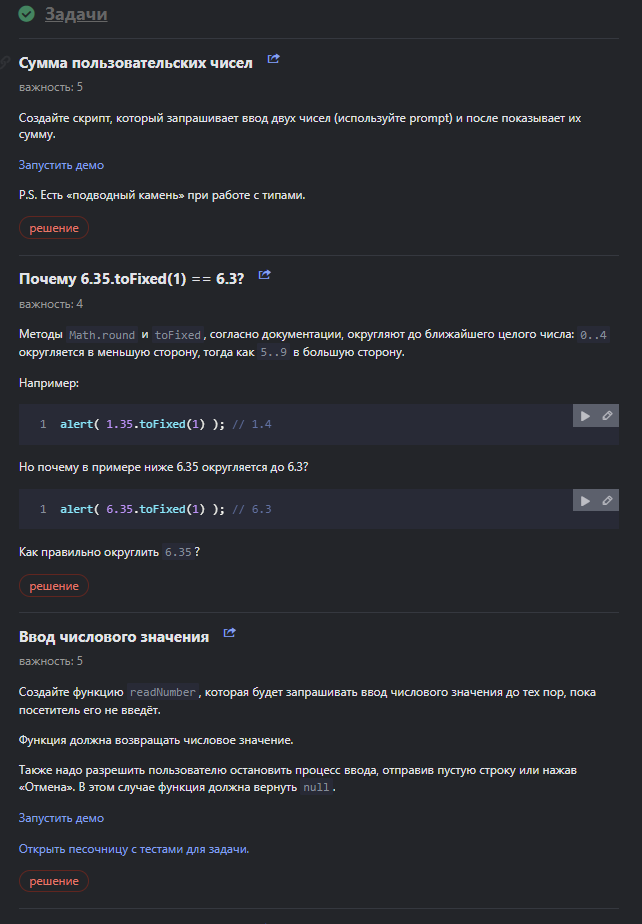 Задачи
Сумма пользовательских чисел
важность: 5
Создайте скрипт, который запрашивает ввод двух чисел (используйте prompt) и после показывает их
сумму.
Запустить демо
P.S. Есть «подводный камень» при работе с типами.
решение
Почему 6.35.toFixed(1) == 6.3?
важность: 4
Методы Math.round и toFixed, согласно документации, округляют до ближайшего целого числа: 0..4
округляется в меньшую сторону, тогда как 5..9 в большую сторону.
Например:
1 alert( 1.35.toFixed(1) ); // 1.4
Но почему в примере ниже 6.35 округляется до 6.3?
1 alert( 6.35.toFixed(1) ); // 6.3
Как правильно округлить 6.35?
решение
Ввод числового значения
важность: 5
Создайте функцию readNumber, которая будет запрашивать ввод числового значения до тех пор, пока
посетитель его не введёт.
Функция должна возвращать числовое значение.
Также надо разрешить пользователю остановить процесс ввода, отправив пустую строку или нажав
«Отмена». В этом случае функция должна вернуть null.
Запустить демо
Открыть песочницу с тестами для задачи.
решение